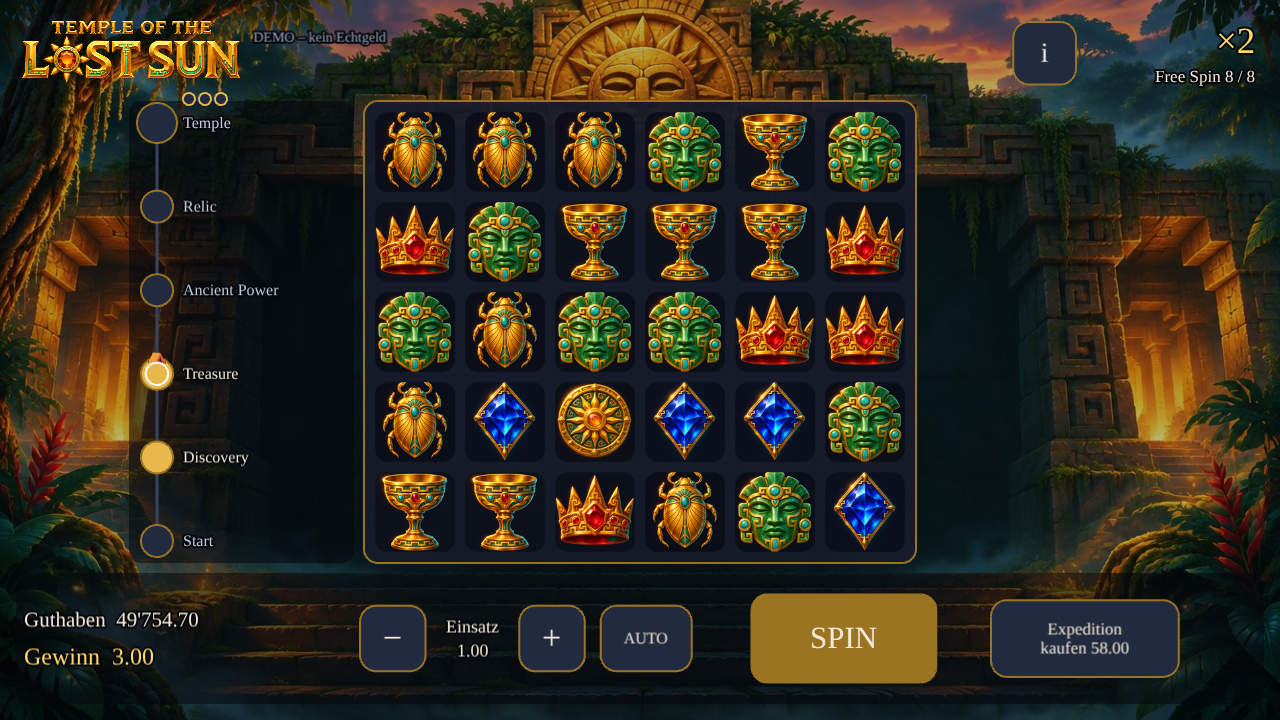 TEMPLE OF THE
LOST SUN
DEMO – kein Echtgeld
i
×2
Free Spin 8 / 8
Temple
Relic
Ancient Power
Treasure
Discovery
Start
Guthaben 49'754.70
Gewinn 3.00
−
Einsatz
1.00
+
AUTO
SPIN
Expedition
kaufen 58.00